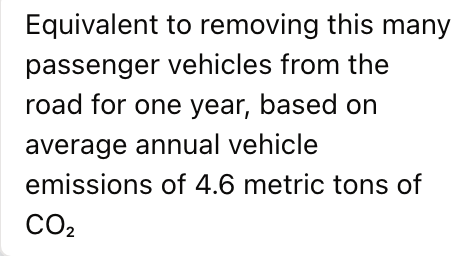 Equivalent to removing this many
passenger vehicles from the
road for one year, based on
average annual vehicle
emissions of 4.6 metric tons of
CO₂